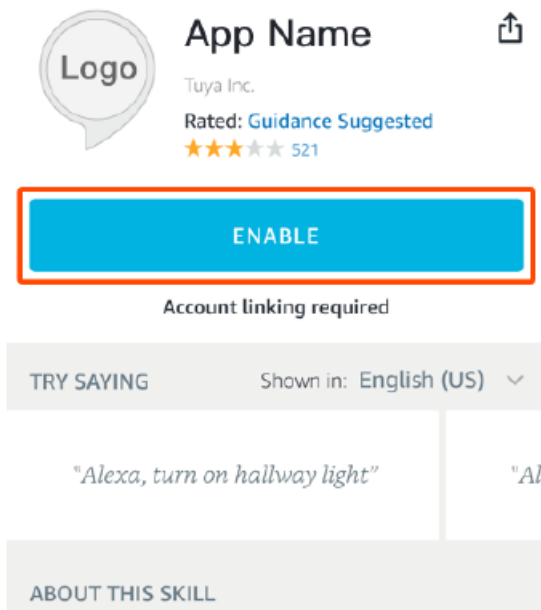 Logo
App Name
Tuya Inc.
Rated: Guidance Suggested
521
ENABLE
Account linking required
TRY SAYING Shown in: English (US)
"Alexa, turn on hallway light" "Al
ABOUT THIS SKILL